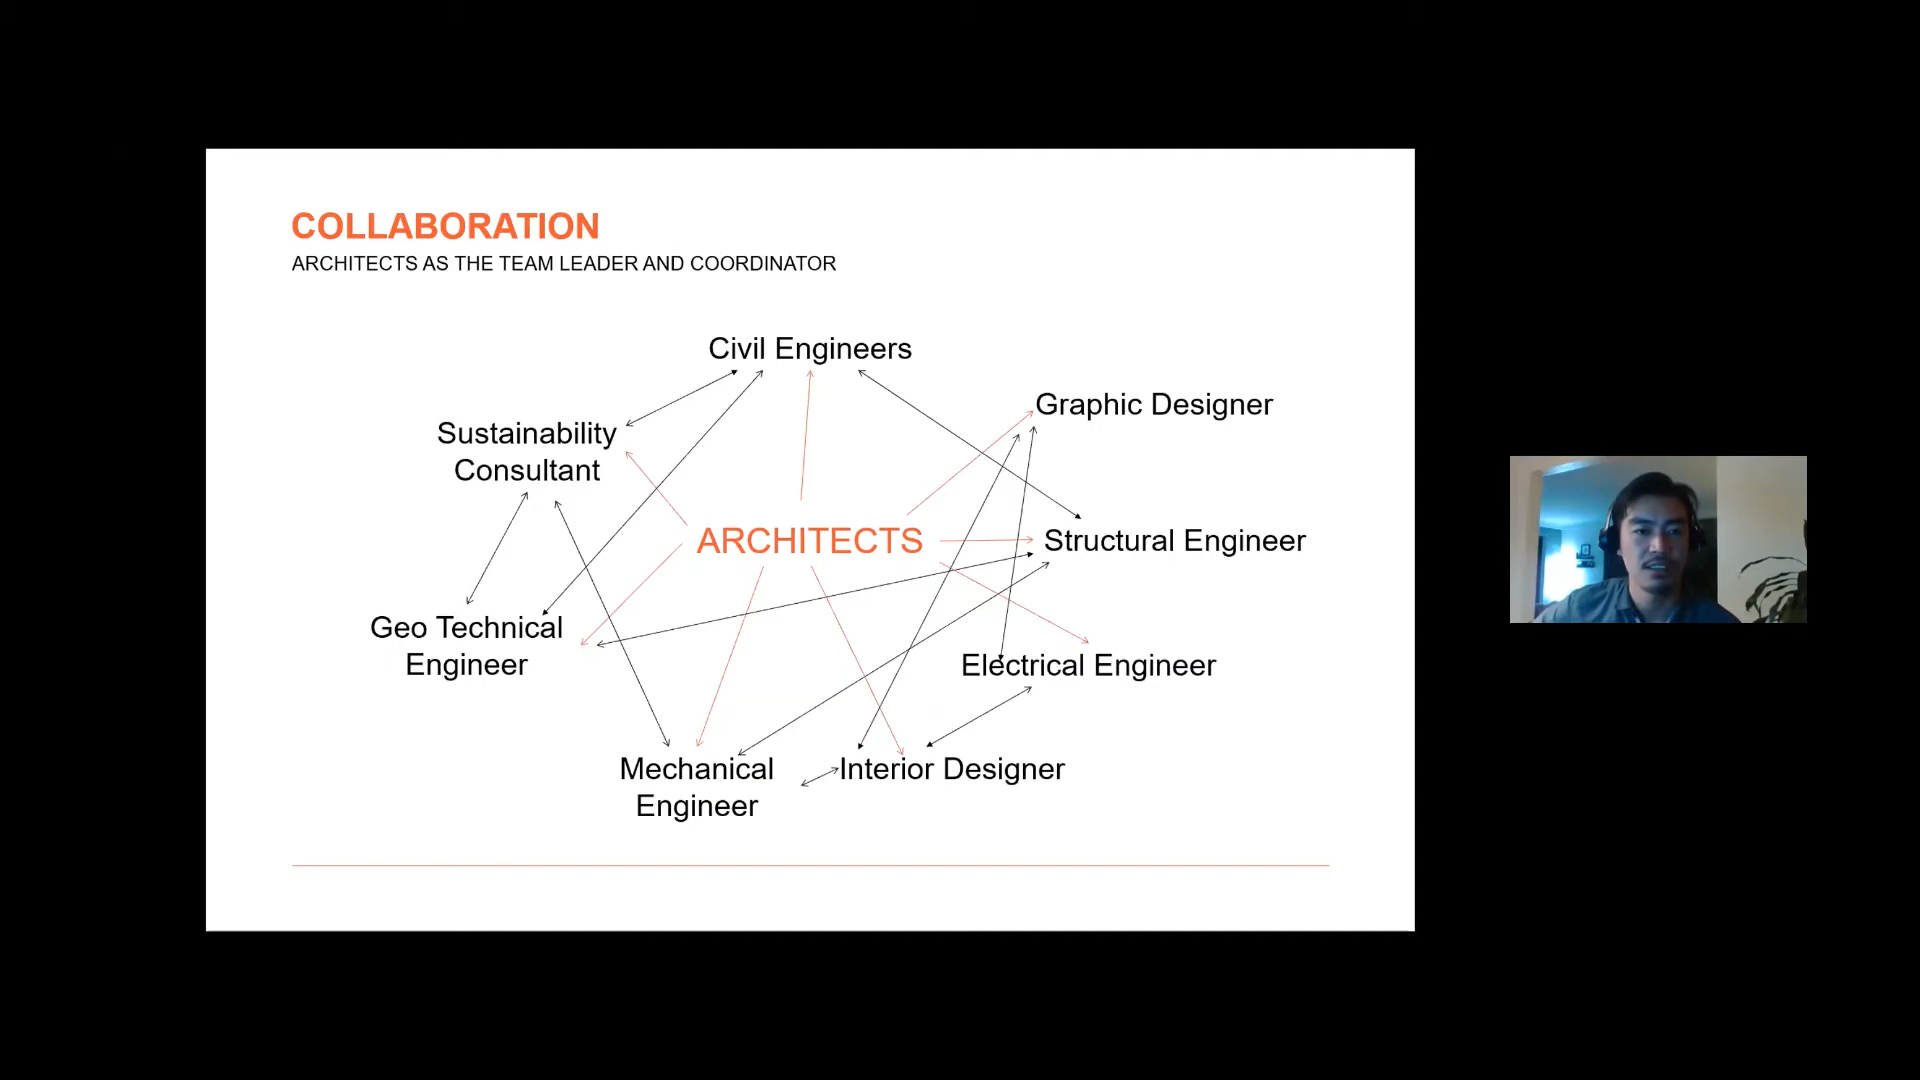 COLLABORATION
ARCHITECTS AS THE TEAM LEADER AND COORDINATOR
Civil Engineers
Graphic Designer
Sustainability
Consultant
ARCHITECTS
Structural Engineer
Geo Technical
Engineer
Electrical Engineer
Mechanical
Engineer
Interior Designer